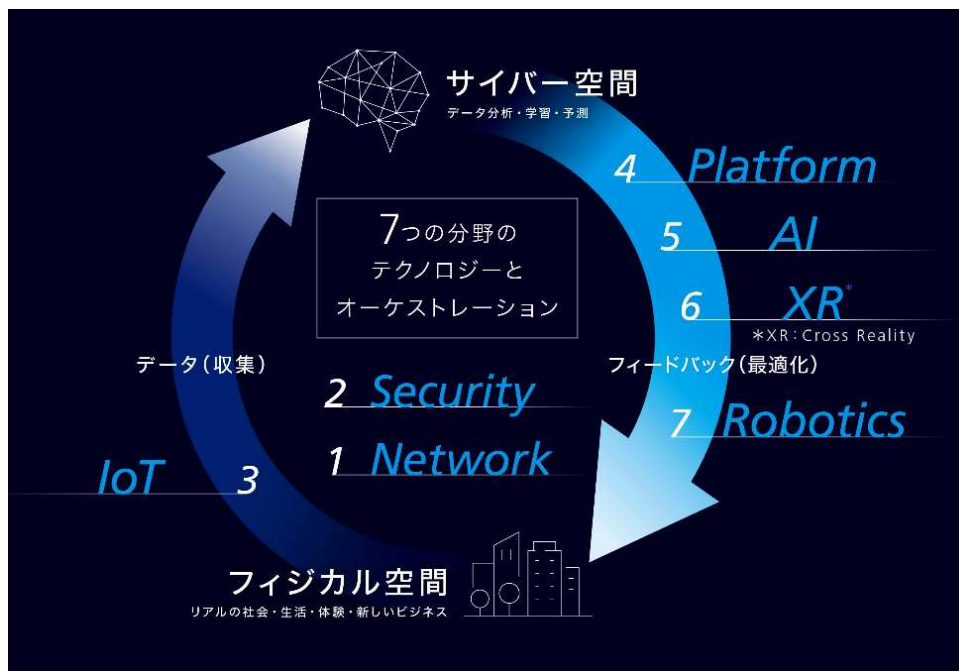 サイバー空間
データ分析・学習・予測
4 Platform
5 AI
6 XR*
*XR：Cross Reality
7つの分野の
テクノロジーと
オーケストレーション
データ（収集）
フィードバック（最適化）
2 Security
7 Robotics
1 Network
IoT 3
フィジカル空間
リアルの社会・生活・体験・新しいビジネス